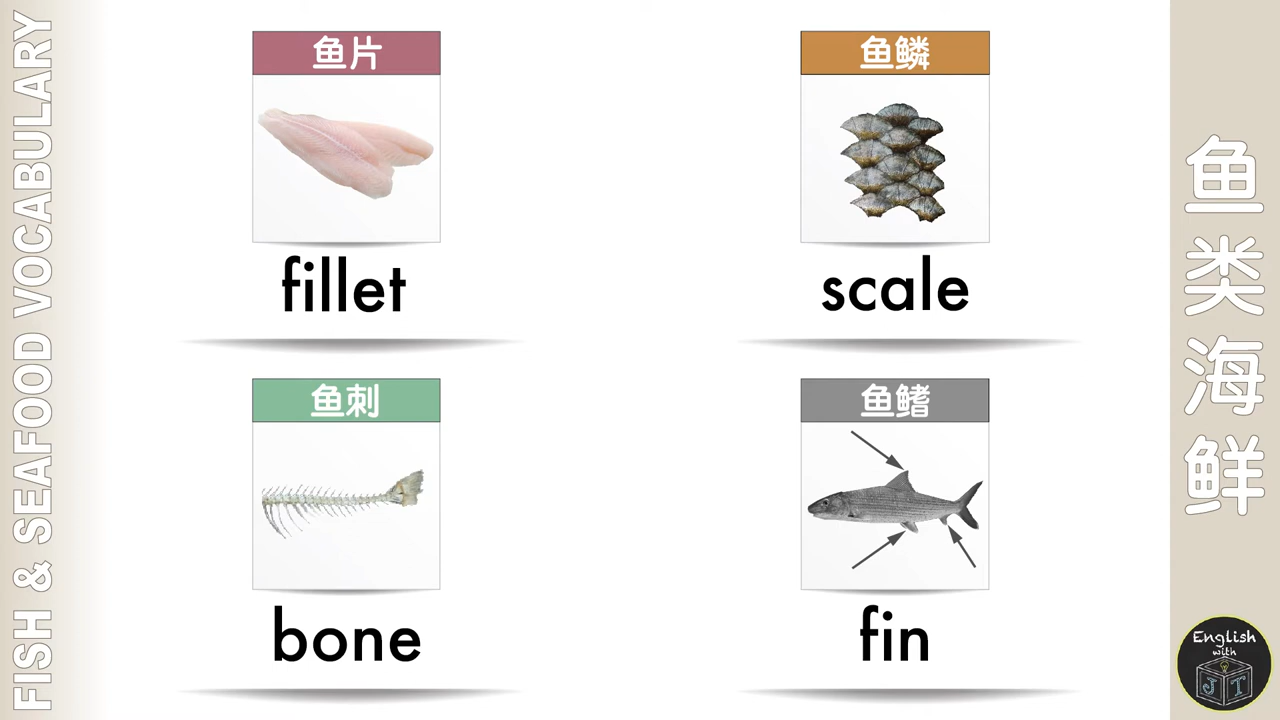 FISH & SEAFOOD VOCABULARY
鱼片
fillet
鱼鳞
scale
鱼刺
bone
鱼鳍
fin
鱼类海鲜
English
with
JT